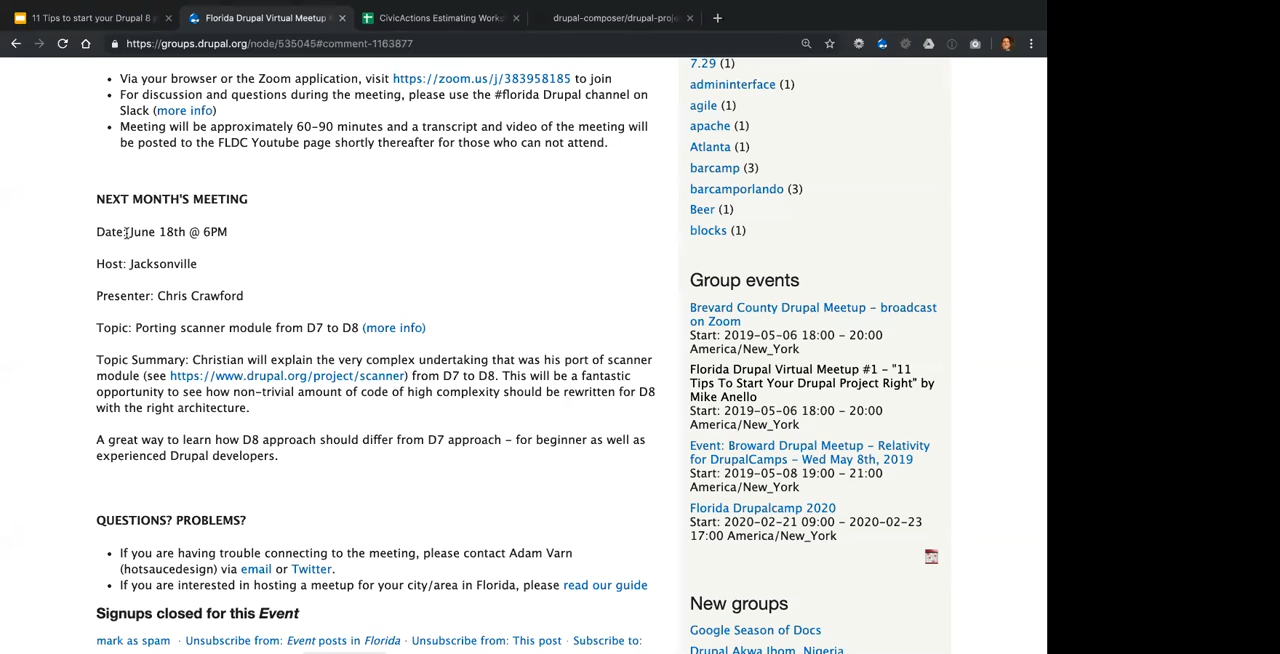 11 Tips to start your Drupal 8
Florida Drupal Virtual Meetup
CivicActions Estimating Works
drupal-composer/drupal-proje
https://groups.drupal.org/node/535045#comment-1163877
Via your browser or the Zoom application, visit https://zoom.us/j/383958185 to join
For discussion and questions during the meeting, please use the #florida Drupal channel on
Slack (more info)
Meeting will be approximately 60-90 minutes and a transcript and video of the meeting will
be posted to the FLDC Youtube page shortly thereafter for those who can not attend.
NEXT MONTH'S MEETING
Date: June 18th @ 6PM
Host: Jacksonville
Presenter: Chris Crawford
Topic: Porting scanner module from D7 to D8 (more info)
Topic Summary: Christian will explain the very complex undertaking that was his port of scanner
module (see https://www.drupal.org/project/scanner) from D7 to D8. This will be a fantastic
opportunity to see how non-trivial amount of code of high complexity should be rewritten for D8
with the right architecture.
A great way to learn how D8 approach should differ from D7 approach - for beginner as well as
experienced Drupal developers.
QUESTIONS? PROBLEMS?
If you are having trouble connecting to the meeting, please contact Adam Varn
(hotsaucedesign) via email or Twitter.
If you are interested in hosting a meetup for your city/area in Florida, please read our guide
Signups closed for this Event
mark as spam · Unsubscribe from: Event posts in Florida · Unsubscribe from: This post · Subscribe to:
7.29 (1)
admininterface (1)
agile (1)
apache (1)
Atlanta (1)
barcamp (3)
barcamporlando (3)
Beer (1)
blocks (1)
Group events
Brevard County Drupal Meetup - broadcast
on Zoom
Start: 2019-05-06 18:00 - 20:00
America/New_York
Florida Drupal Virtual Meetup #1 - "11
Tips To Start Your Drupal Project Right" by
Mike Anello
Start: 2019-05-06 18:00 - 20:00
America/New_York
Event: Broward Drupal Meetup - Relativity
for DrupalCamps - Wed May 8th, 2019
Start: 2019-05-08 19:00 - 21:00
America/New_York
Florida Drupalcamp 2020
Start: 2020-02-21 09:00 - 2020-02-23
17:00 America/New_York
New groups
Google Season of Docs
Drupal Akwa Ibom, Nigeria